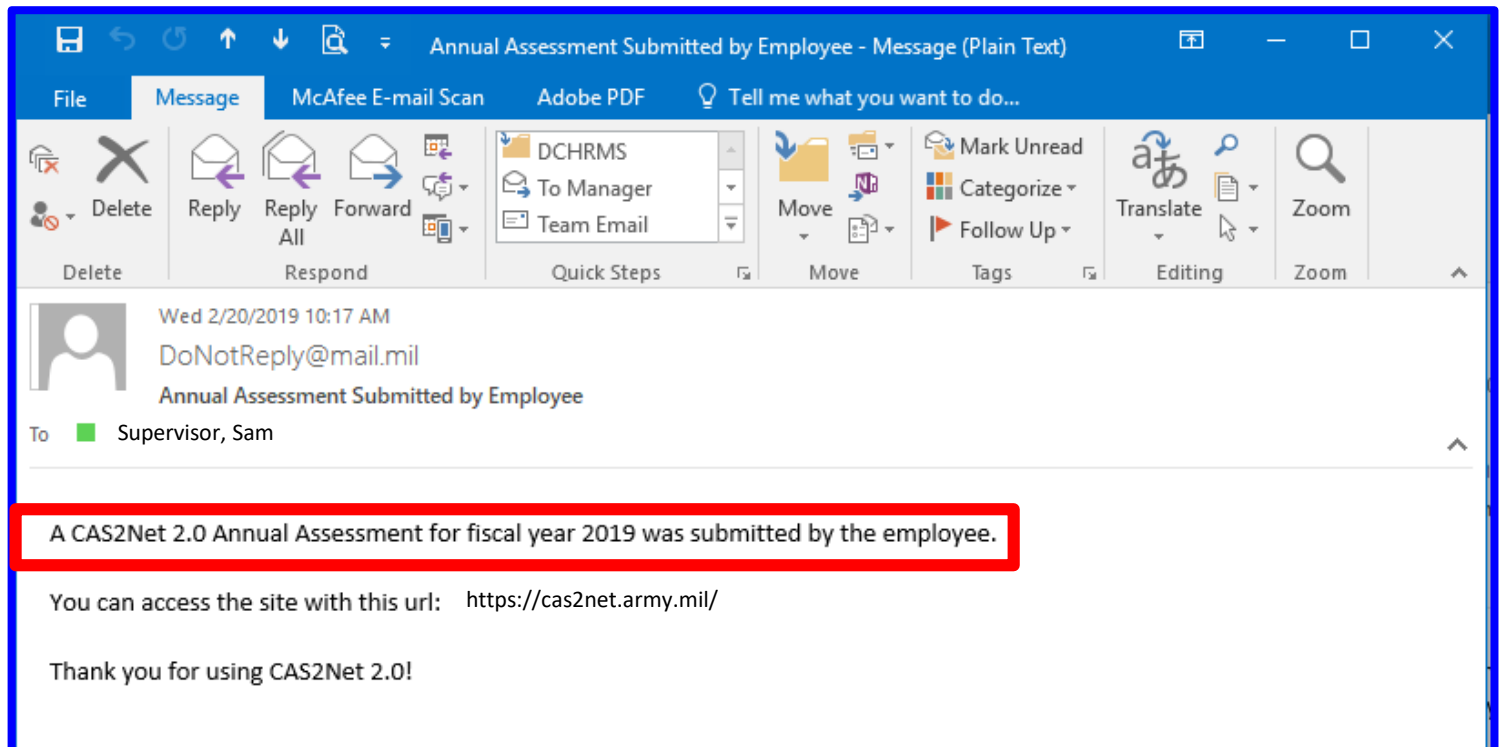 Annual Assessment Submitted by Employee - Message (Plain Text)
File Message McAfee E-mail Scan Adobe PDF Tell me what you want to do...
Delete
Reply
Reply All
Forward
DCHRMS
To Manager
Team Email
Move
Mark Unread
Categorize
Follow Up
Translate
Zoom
Delete Respond Quick Steps Move Tags Editing Zoom
Wed 2/20/2019 10:17 AM
DoNotReply@mail.mil
Annual Assessment Submitted by Employee
To Supervisor, Sam
A CAS2Net 2.0 Annual Assessment for fiscal year 2019 was submitted by the employee.
You can access the site with this url: https://cas2net.army.mil/
Thank you for using CAS2Net 2.0!